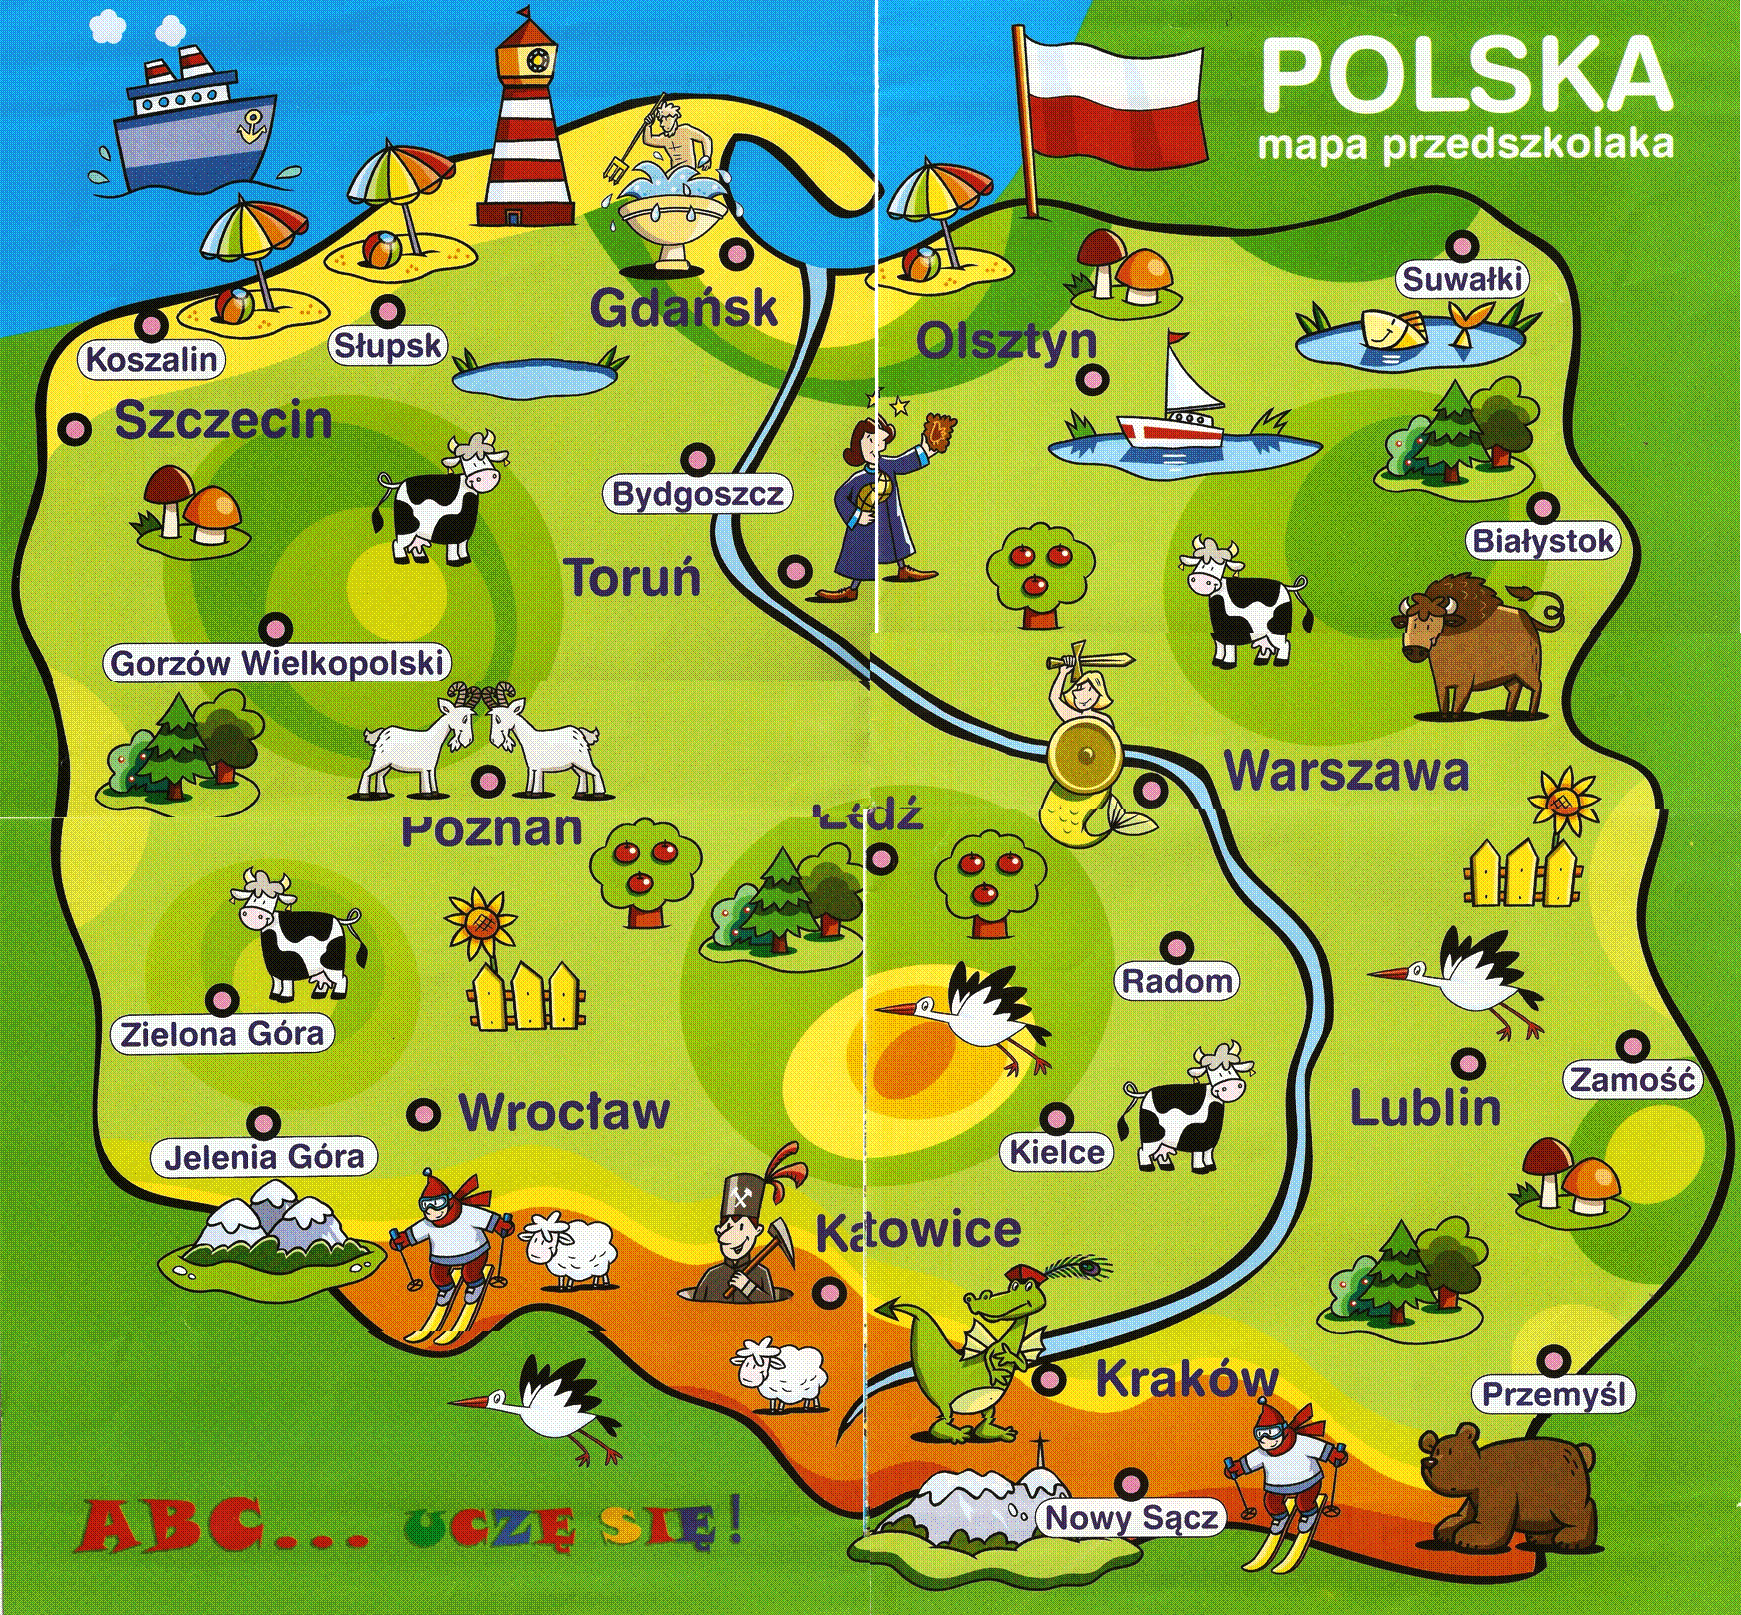 POLSKA
mapa przedszkolaka
Suwałki
Gdańsk
Olsztyn
Koszalin
Słupsk
Szczecin
Bydgoszcz
Białystok
Toruń
Gorzów Wielkopolski
Warszawa
Poznań
Łódź
Radom
Zielona Góra
Zamość
Lublin
Wrocław
Kielce
Jelenia Góra
Katowice
Kraków
Przemyśl
Nowy Sącz
ABC... UCZĘ SIĘ!